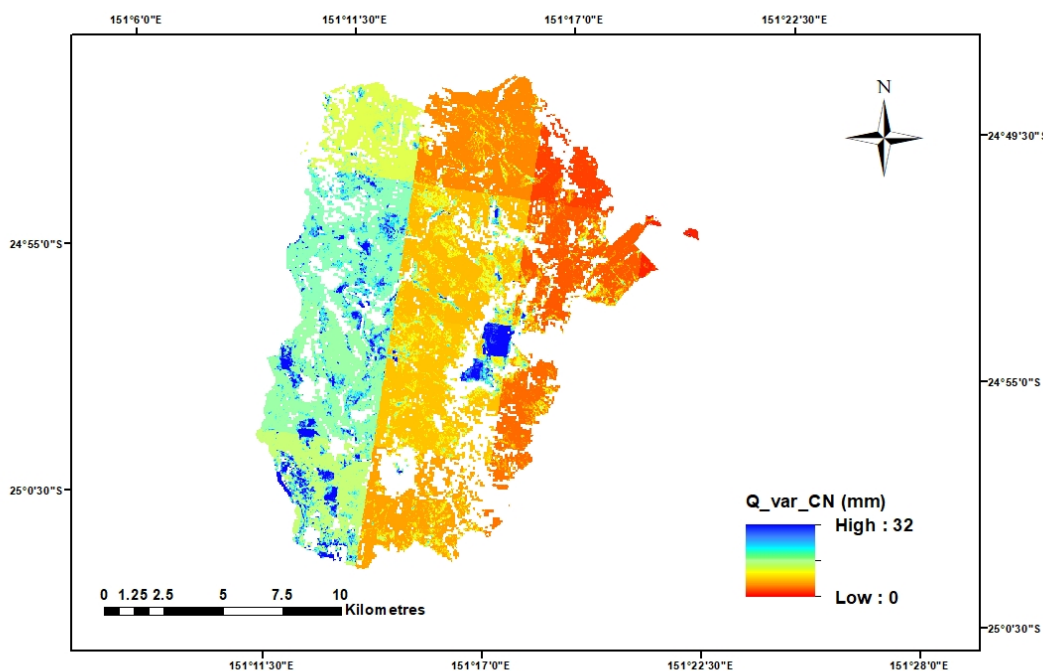 151°6'0"E 151°11'30"E 151°17'0"E 151°22'30"E
N
24°49'30"S
24°55'0"S
24°55'0"S
25°0'30"S
Q_var_CN (mm)
High : 32
Low : 0
0 1.25 2.5 5 7.5 10
Kilometres
25°0'30"S
151°11'30"E 151°17'0"E 151°22'30"E 151°28'0"E